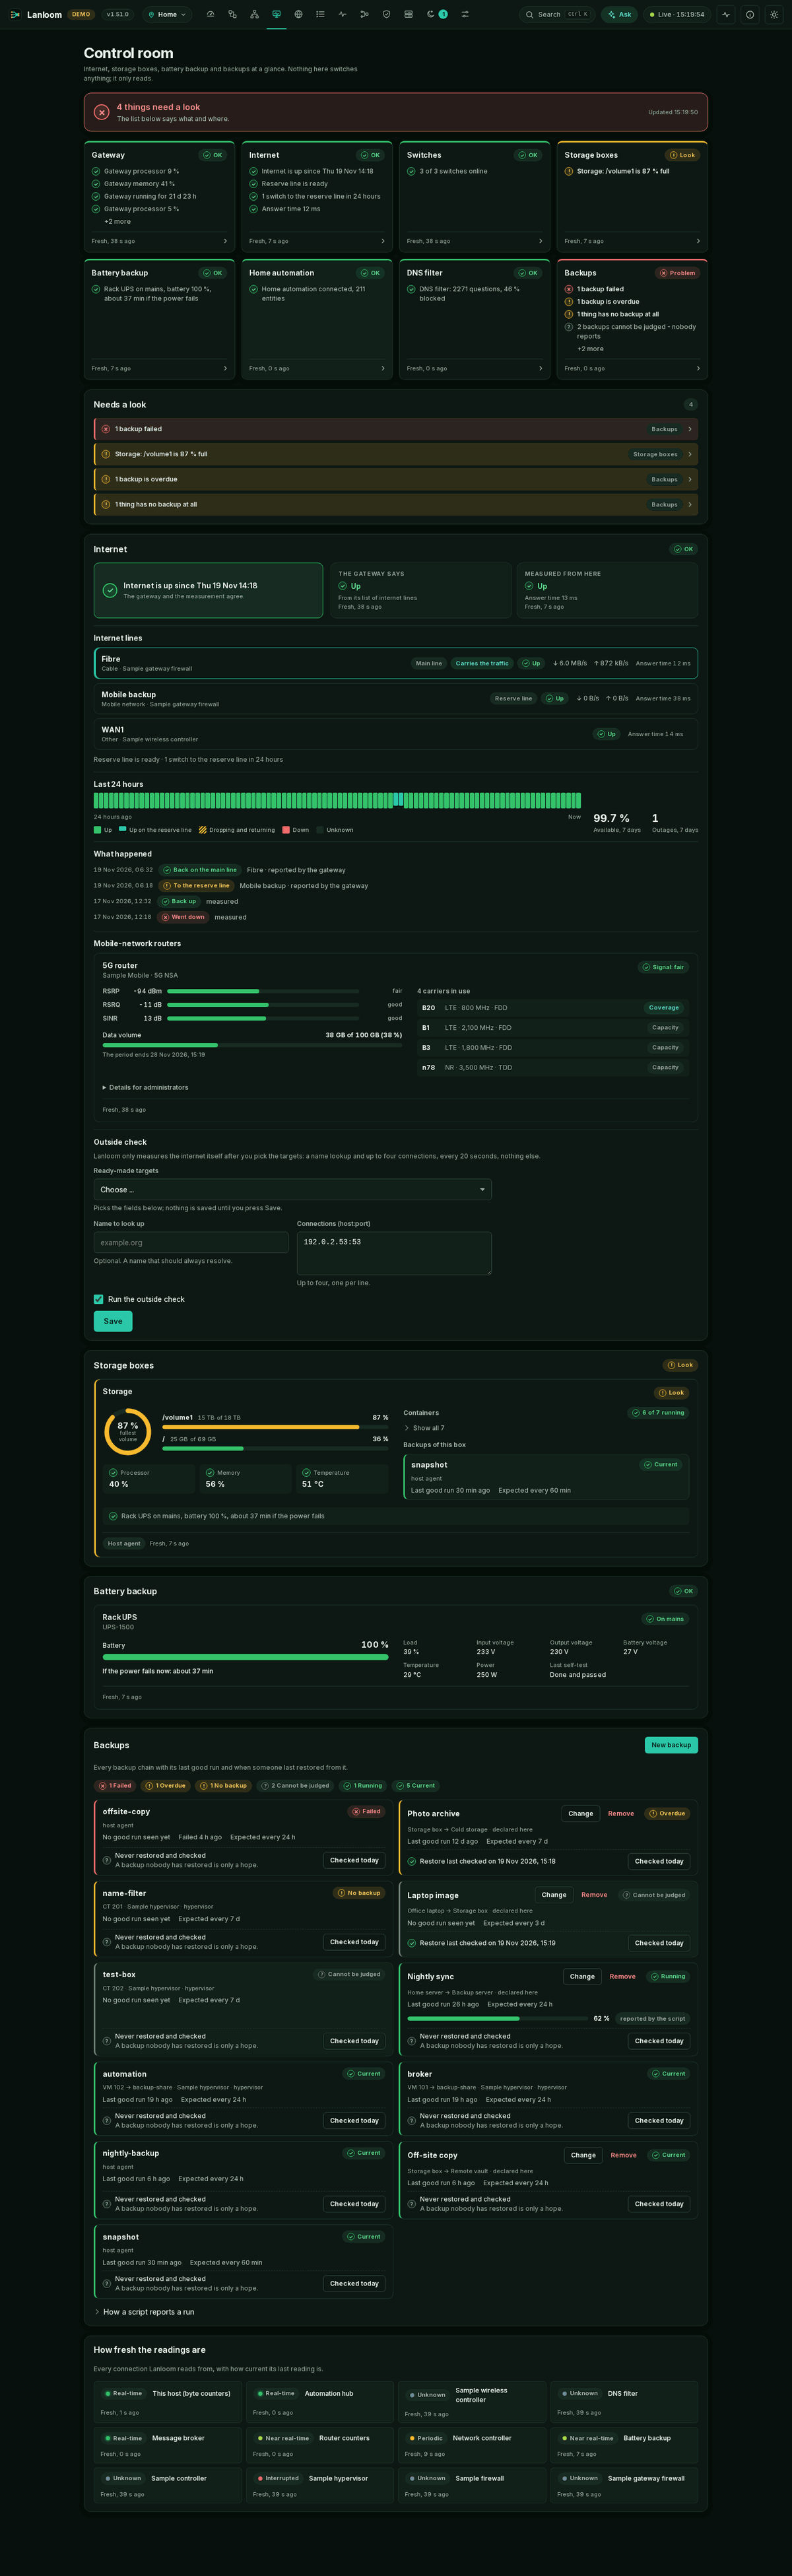 Lanloom DEMO v1.51.0 Home Search Ctrl K Ask Live · 15:19:54
Control room
Internet, storage boxes, battery backup and backups at a glance. Nothing here switches
anything; it only reads.
4 things need a look
The list below says what and where.
Updated 15:19:50
Gateway OK
Gateway processor 9 %
Gateway memory 41 %
Gateway running for 21 d 23 h
Gateway processor 5 %
+2 more
Fresh, 38 s ago
Internet OK
Internet is up since Thu 19 Nov 14:18
Reserve line is ready
1 switch to the reserve line in 24 hours
Answer time 12 ms
Fresh, 7 s ago
Switches OK
3 of 3 switches online
Fresh, 38 s ago
Storage boxes Look
Storage: /volume1 is 87 % full
Fresh, 7 s ago
Battery backup OK
Rack UPS on mains, battery 100 %,
about 37 min if the power fails
Fresh, 7 s ago
Home automation OK
Home automation connected, 211
entities
Fresh, 0 s ago
DNS filter OK
DNS filter: 2271 questions, 46 %
blocked
Fresh, 0 s ago
Backups Problem
1 backup failed
1 backup is overdue
1 thing has no backup at all
2 backups cannot be judged - nobody
reports
+2 more
Fresh, 0 s ago
Needs a look 4
1 backup failed Backups
Storage: /volume1 is 87 % full Storage boxes
1 backup is overdue Backups
1 thing has no backup at all Backups
Internet OK
Internet is up since Thu 19 Nov 14:18
The gateway and the measurement agree
THE GATEWAY SAYS
Up
From its list of internet lines
Fresh, 38 s ago
MEASURED FROM HERE
Up
Answer time 13 ms
Fresh, 7 s ago
Internet lines
Fibre
Cable · Sample gateway firewall
Main line Carries the traffic Up ↓ 6.0 MB/s ↑ 872 kB/s Answer time 12 ms
Mobile backup
Mobile network · Sample gateway firewall
Reserve line Up ↓ 0 B/s ↑ 0 B/s Answer time 38 ms
WAN1
Other · Sample wireless controller
Up Answer time 14 ms
Reserve line is ready · 1 switch to the reserve line in 24 hours
Last 24 hours
24 hours ago Now
Up Up on the reserve line Dropping and returning Down Unknown
99.7 %
Available, 7 days
1
Outages, 7 days
What happened
19 Nov 2026, 06:32 Back on the main line Fibre · reported by the gateway
19 Nov 2026, 06:18 To the reserve line Mobile backup · reported by the gateway
17 Nov 2026, 12:32 Back up measured
17 Nov 2026, 12:18 Went down measured
Mobile-network routers
5G router
Sample Mobile · 5G NSA
Signal: fair
RSRP -94 dBm fair
RSRQ -11 dB good
SINR 13 dB good
Data volume 38 GB of 100 GB (38 %)
The period ends 28 Nov 2026, 15:19
4 carriers in use
B20 LTE · 800 MHz · FDD Coverage
B1 LTE · 2,100 MHz · FDD Capacity
B3 LTE · 1,800 MHz · FDD Capacity
n78 NR · 3,500 MHz · TDD Capacity
Details for administrators
Fresh, 38 s ago
Outside check
Lanloom only measures the internet itself after you pick the targets: a name lookup and up to four connections, every 20 seconds, nothing else.
Ready-made targets
Choose ...
Picks the fields below; nothing is saved until you press Save.
Name to look up
example.org
Optional. A name that should always resolve.
Connections (host:port)
192.0.2.53:53
Up to four, one per line.
Run the outside check
Save
Storage boxes Look
Storage Look
87 %
fullest
volume
/volume1 15 TB of 18 TB 87 %
/ 25 GB of 69 GB 36 %
Processor
40 %
Memory
56 %
Temperature
51 °C
Containers 6 of 7 running
Show all 7
Backups of this box
snapshot Current
host agent
Last good run 30 min ago Expected every 60 min
Rack UPS on mains, battery 100 %, about 37 min if the power fails
Host agent Fresh, 7 s ago
Battery backup OK
Rack UPS On mains
UPS-1500
Battery 100 %
If the power fails now: about 37 min
Load
39 %
Input voltage
233 V
Output voltage
230 V
Battery voltage
27 V
Temperature
29 °C
Power
250 W
Last self-test
Done and passed
Fresh, 7 s ago
Backups New backup
Every backup chain with its last good run and when someone last restored from it.
1 Failed 1 Overdue 1 No backup 2 Cannot be judged 1 Running 5 Current
offsite-copy Failed
host agent
No good run seen yet Failed 4 h ago Expected every 24 h
Never restored and checked
A backup nobody has restored is only a hope.
Checked today
Photo archive Change Remove Overdue
Storage box → Cold storage · declared here
Last good run 12 d ago Expected every 7 d
Restore last checked on 19 Nov 2026, 15:18 Checked today
name-filter No backup
CT 201 · Sample hypervisor · hypervisor
No good run seen yet Expected every 7 d
Never restored and checked
A backup nobody has restored is only a hope.
Checked today
Laptop image Change Remove Cannot be judged
Office laptop → Storage box · declared here
No good run seen yet Expected every 3 d
Restore last checked on 19 Nov 2026, 15:19 Checked today
test-box Cannot be judged
CT 202 · Sample hypervisor · hypervisor
No good run seen yet Expected every 7 d
Never restored and checked
A backup nobody has restored is only a hope.
Checked today
Nightly sync Change Remove Running
Home server → Backup server · declared here
Last good run 26 h ago Expected every 24 h
62 % reported by the script
Never restored and checked
A backup nobody has restored is only a hope.
Checked today
automation Current
VM 102 → backup-share · Sample hypervisor · hypervisor
Last good run 19 h ago Expected every 24 h
Never restored and checked
A backup nobody has restored is only a hope.
Checked today
broker Current
VM 101 → backup-share · Sample hypervisor · hypervisor
Last good run 19 h ago Expected every 24 h
Never restored and checked
A backup nobody has restored is only a hope.
Checked today
nightly-backup Current
host agent
Last good run 6 h ago Expected every 24 h
Never restored and checked
A backup nobody has restored is only a hope.
Checked today
Off-site copy Change Remove Current
Storage box → Remote vault · declared here
Last good run 6 h ago Expected every 24 h
Never restored and checked
A backup nobody has restored is only a hope.
Checked today
snapshot Current
host agent
Last good run 30 min ago Expected every 60 min
Never restored and checked
A backup nobody has restored is only a hope.
Checked today
How a script reports a run
How fresh the readings are
Every connection Lanloom reads from, with how current its last reading is.
Real-time This host (byte counters)
Fresh, 1 s ago
Real-time Automation hub
Fresh, 0 s ago
Unknown Sample wireless
controller
Fresh, 39 s ago
Unknown DNS filter
Fresh, 39 s ago
Real-time Message broker
Fresh, 0 s ago
Near real-time Router counters
Fresh, 0 s ago
Periodic Network controller
Fresh, 9 s ago
Near real-time Battery backup
Fresh, 7 s ago
Unknown Sample controller
Fresh, 39 s ago
Interrupted Sample hypervisor
Fresh, 39 s ago
Unknown Sample firewall
Fresh, 39 s ago
Unknown Sample gateway firewall
Fresh, 39 s ago